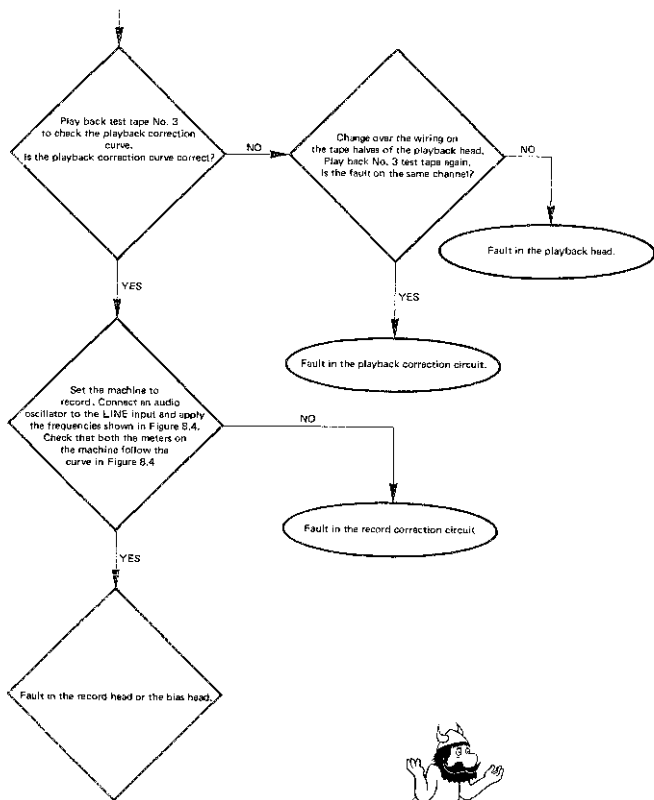 Play back test tape No. 3
to check the playback correction
curve.
Is the playback correction curve correct?
NO
Change over the wiring on
the tape halves of the playback head.
Play back No. 3 test tape again.
Is the fault on the same channel?
NO
Fault in the playback head.
YES
YES
Fault in the playback correction circuit.
Set the machine to
record. Connect an audio
oscillator to the LINE input and apply
the frequencies shown in Figure 8.4.
Check that both the meters on
the machine follow the
curve in Figure 8.4
NO
Fault in the record correction circuit
YES
Fault in the record head or the bias head.